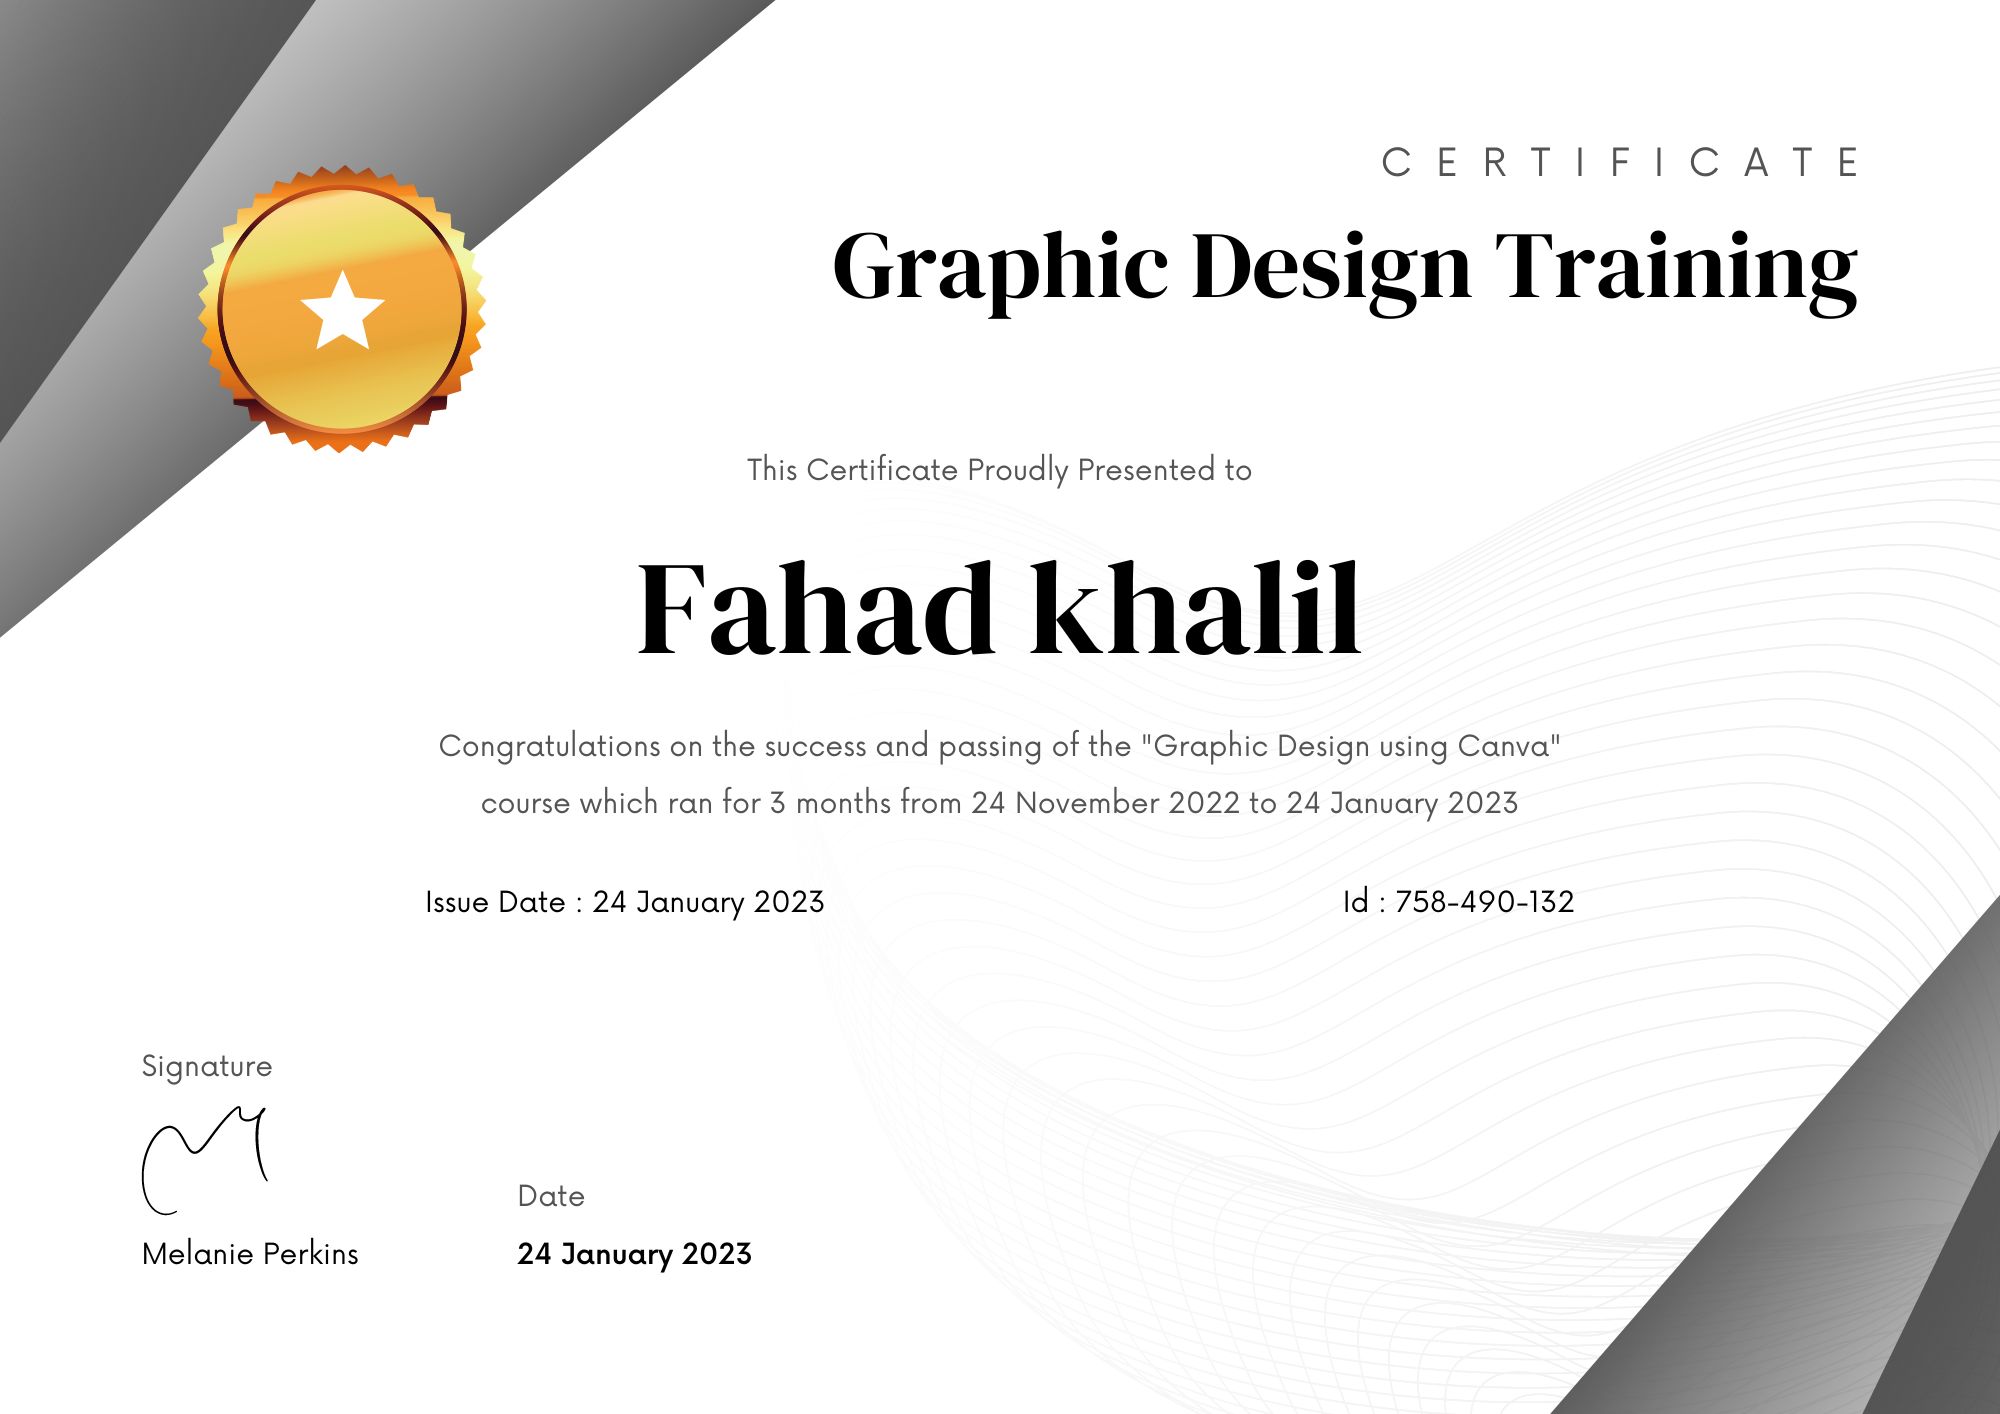 CERTIFICATE
Graphic Design Training
This Certificate Proudly Presented to
Fahad khalil
Congratulations on the success and passing of the "Graphic Design using Canva"
course which ran for 3 months from 24 November 2022 to 24 January 2023
Issue Date : 24 January 2023
Id : 758-490-132
Signature
Melanie Perkins
Date
24 January 2023